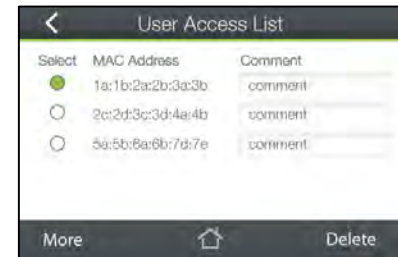 User Access List
Select MAC Address Comment
1a:1b:2a:2b:3a:3b comment
2c:2d:3c:3d:4a:4b comment
5a:5b:6a:6b:7d:7e comment
More Delete